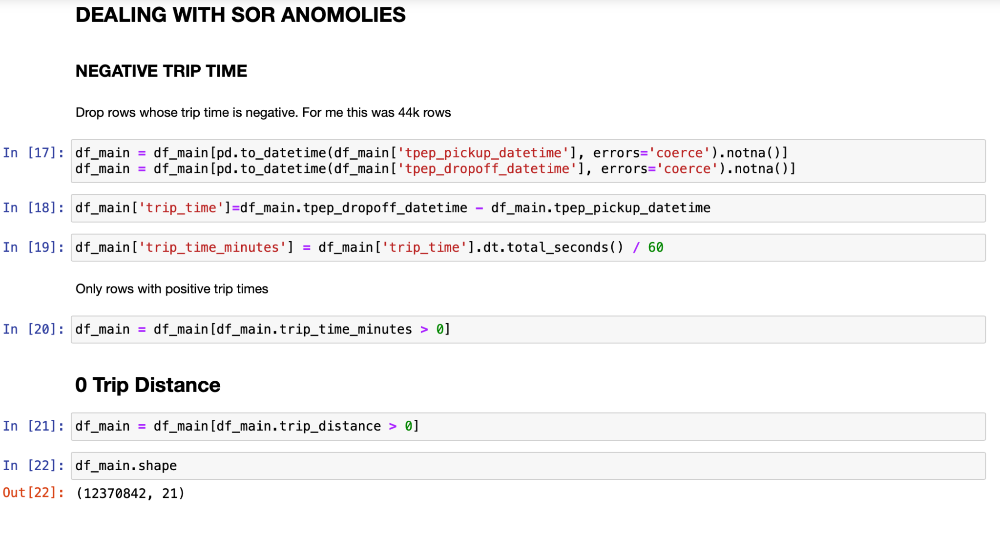 DEALING WITH SOR ANOMOLIES
NEGATIVE TRIP TIME
Drop rows whose trip time is negative. For me this was 44k rows
In [17]: df_main = df_main[pd.to_datetime(df_main['tpep_pickup_datetime'], errors='coerce').notna()]
df_main = df_main[pd.to_datetime(df_main['tpep_dropoff_datetime'], errors='coerce').notna()]
In [18]: df_main['trip_time']=df_main.tpep_dropoff_datetime - df_main.tpep_pickup_datetime
In [19]: df_main['trip_time_minutes'] = df_main['trip_time'].dt.total_seconds() / 60
Only rows with positive trip times
In [20]: df_main = df_main[df_main.trip_time_minutes > 0]
0 Trip Distance
In [21]: df_main = df_main[df_main.trip_distance > 0]
In [22]: df_main.shape
Out[22]: (12370842, 21)